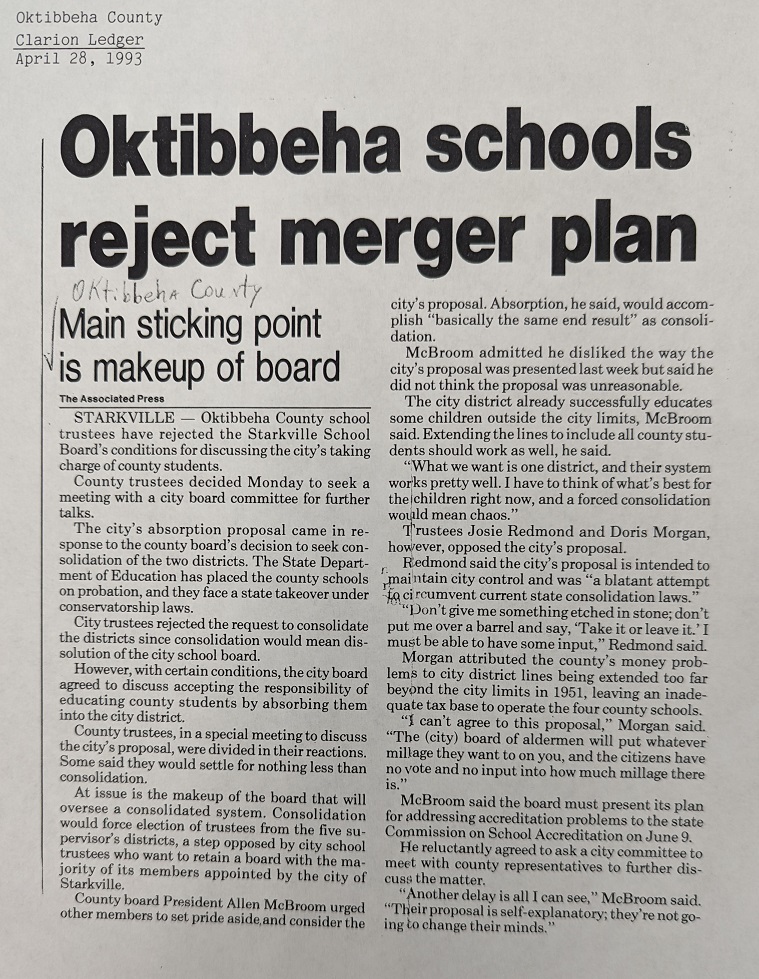 Oktibbeha County
Clarion Ledger
April 28, 1993
Oktibbeha schools
reject merger plan
Oktibbeha County
Main sticking point
is makeup of board
The Associated Press
STARKVILLE — Oktibbeha County school
trustees have rejected the Starkville School
Board's conditions for discussing the city's taking
charge of county students.
County trustees decided Monday to seek a
meeting with a city board committee for further
talks.
The city's absorption proposal came in re-
sponse to the county board's decision to seek con-
solidation of the two districts. The State Depart-
ment of Education has placed the county schools
on probation, and they face a state takeover under
conservatorship laws.
City trustees rejected the request to consolidate
the districts since consolidation would mean dis-
solution of the city school board.
However, with certain conditions, the city board
agreed to discuss accepting the responsibility of
educating county students by absorbing them
into the city district.
County trustees, in a special meeting to discuss
the city's proposal, were divided in their reactions.
Some said they would settle for nothing less than
consolidation.
At issue is the makeup of the board that will
oversee a consolidated system. Consolidation
would force election of trustees from the five su-
pervisor's districts, a step opposed by city school
trustees who want to retain a board with the ma-
jority of its members appointed by the city of
Starkville.
County board President Allen McBroom urged
other members to set pride aside,and consider the
city's proposal. Absorption, he said, would accom-
plish "basically the same end result" as consoli-
dation.
McBroom admitted he disliked the way the
city's proposal was presented last week but said he
did not think the proposal was unreasonable.
The city district already successfully educates
some children outside the city limits, McBroom
said. Extending the lines to include all county stu-
dents should work as well, he said.
"What we want is one district, and their system
works pretty well. I have to think of what's best for
the children right now, and a forced consolidation
would mean chaos."
Trustees Josie Redmond and Doris Morgan,
however, opposed the city's proposal.
Redmond said the city's proposal is intended to
maintain city control and was "a blatant attempt
to circumvent current state consolidation laws."
"Don't give me something etched in stone; don't
put me over a barrel and say, 'Take it or leave it.' I
must be able to have some input," Redmond said.
Morgan attributed the county's money prob-
lems to city district lines being extended too far
beyond the city limits in 1951, leaving an inade-
quate tax base to operate the four county schools.
"I can't agree to this proposal," Morgan said.
"The (city) board of aldermen will put whatever
millage they want to on you, and the citizens have
no vote and no input into how much millage there
is."
McBroom said the board must present its plan
for addressing accreditation problems to the state
Commission on School Accreditation on June 9.
He reluctantly agreed to ask a city committee to
meet with county representatives to further dis-
cuss the matter.
"Another delay is all I can see," McBroom said.
"Their proposal is self-explanatory; they're not go-
ing to change their minds."